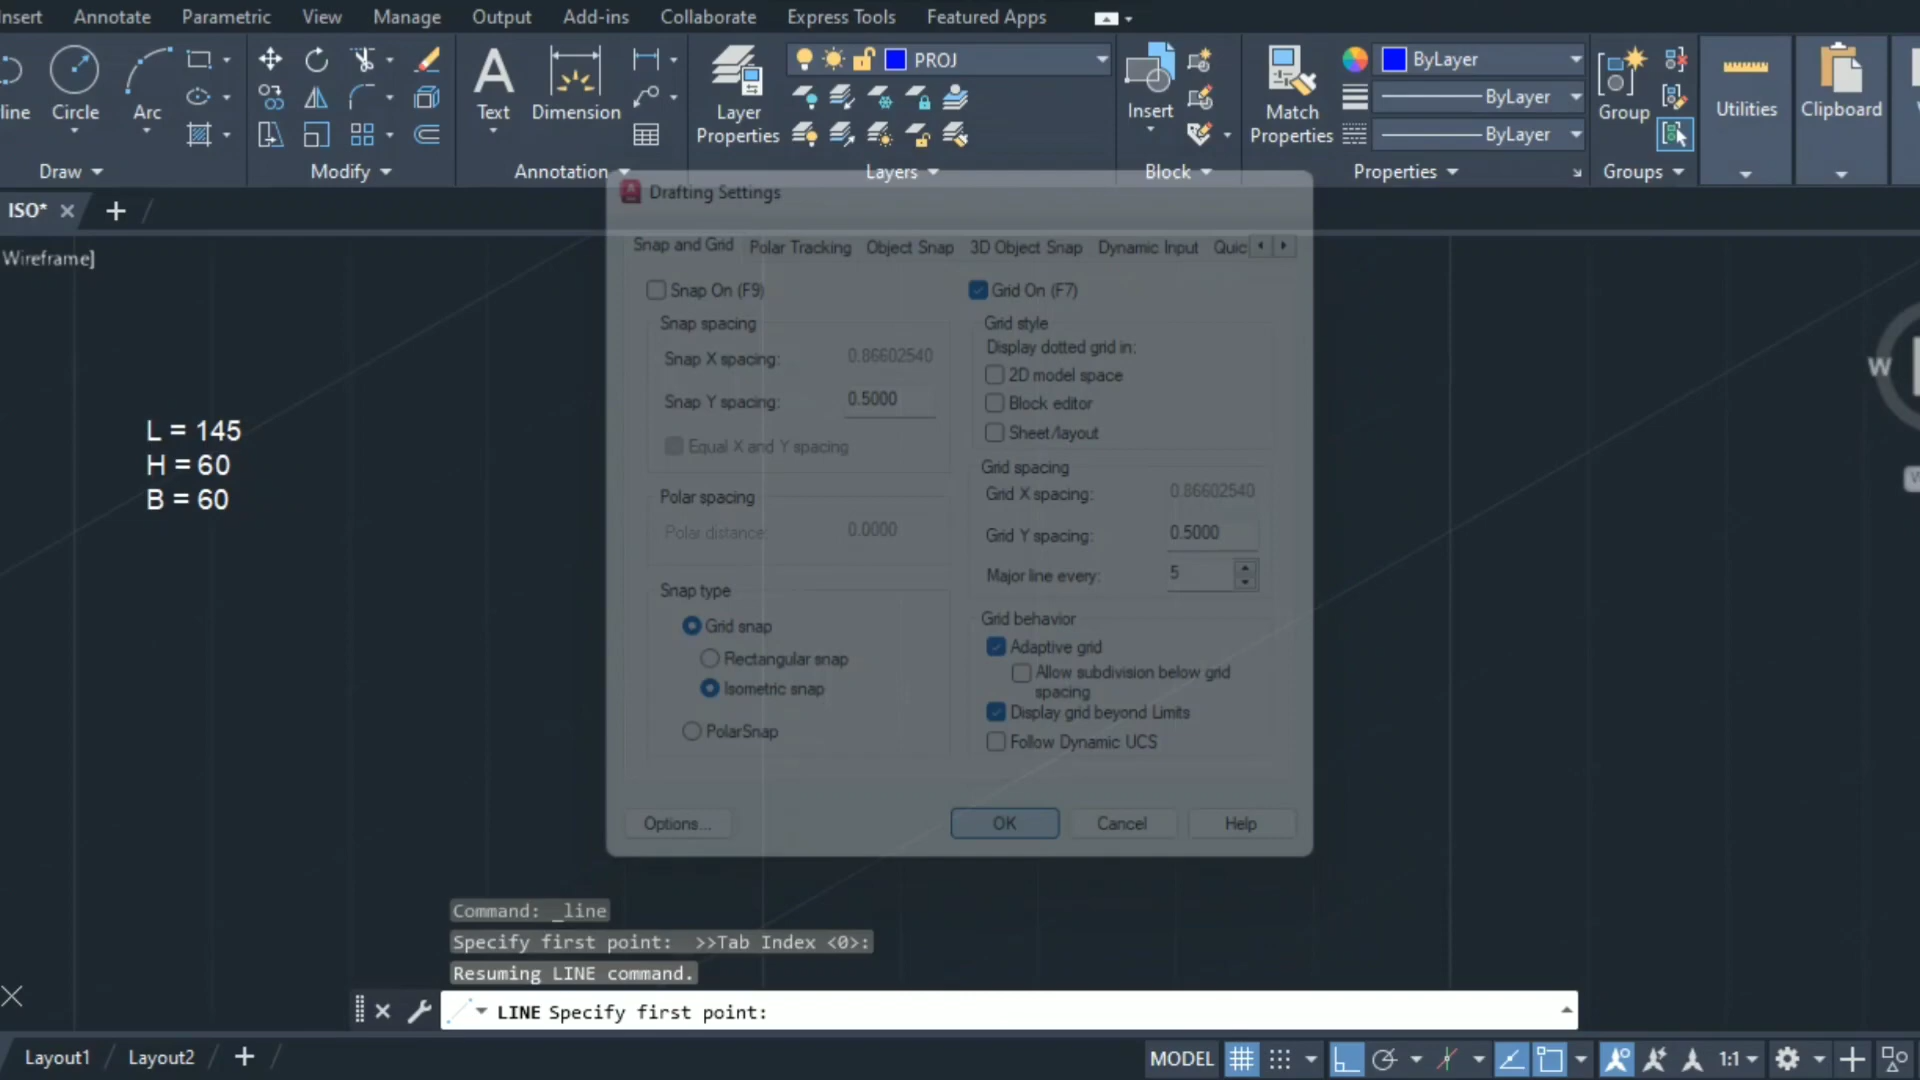 Insert Annotate Parametric View Manage Output Add-ins Collaborate Express Tools Featured Apps
Circle Arc
Text Dimension
Layer Properties
PROJ
Insert
Match Properties
ByLayer
ByLayer
ByLayer
Group
Utilities
Clipboard
Draw Modify Annotation Layers Block Properties Groups
ISO*
Drafting Settings
Snap and Grid Polar Tracking Object Snap 3D Object Snap Dynamic Input Quic
Wireframe]
Snap On (F9)
Snap spacing
Snap X spacing: 0.86602540
Snap Y spacing: 0.5000
Equal X and Y spacing
Polar spacing
Polar distance: 0.0000
Snap type
Grid snap
Rectangular snap
Isometric snap
PolarSnap
Grid On (F7)
Grid style
Display dotted grid in:
2D model space
Block editor
Sheet/layout
Grid spacing
Grid X spacing: 0.86602540
Grid Y spacing: 0.5000
Major line every: 5
Grid behavior
Adaptive grid
Allow subdivision below grid
spacing
Display grid beyond Limits
Follow Dynamic UCS
Options... OK Cancel Help
L = 145
H = 60
B = 60
W
Command: _line
Specify first point: >>Tab Index <0>:
Resuming LINE command.
LINE Specify first point:
Layout1 Layout2
MODEL 1:1